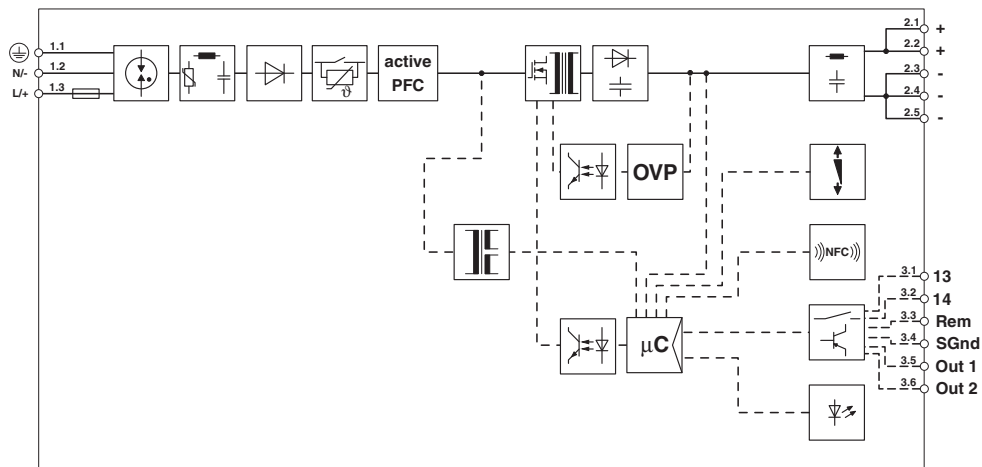 1.1
N/- 1.2
L/+ 1.3
active
PFC
ϑ
2.1 +
2.2 +
2.3 -
2.4 -
2.5 -
OVP
)))NFC)))
µC
3.1 13
3.2 14
3.3 Rem
3.4 SGnd
3.5 Out 1
3.6 Out 2